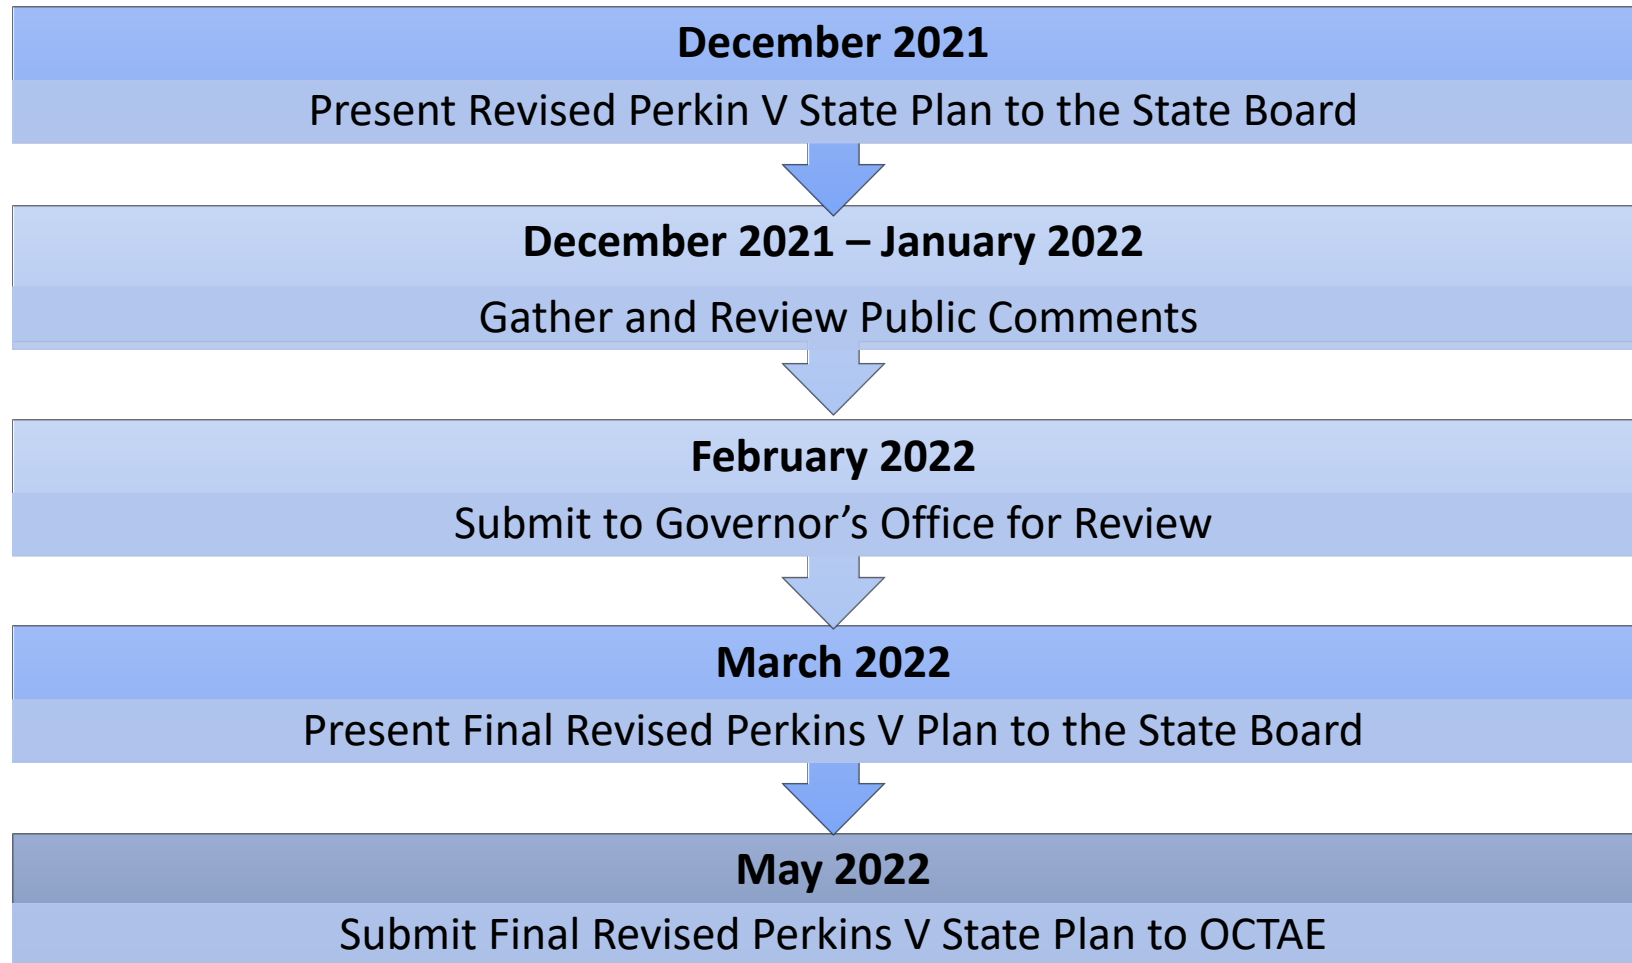 December 2021
Present Revised Perkin V State Plan to the State Board
December 2021 – January 2022
Gather and Review Public Comments
February 2022
Submit to Governor’s Office for Review
March 2022
Present Final Revised Perkins V Plan to the State Board
May 2022
Submit Final Revised Perkins V State Plan to OCTAE